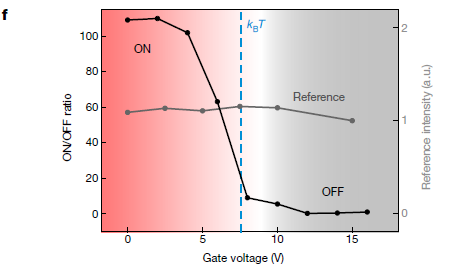 f
k_BT
ON
Reference
OFF
100
80
60
40
20
0
ON/OFF ratio
2
1
0
Reference intensity (a.u.)
0
5
10
15
Gate voltage (V)